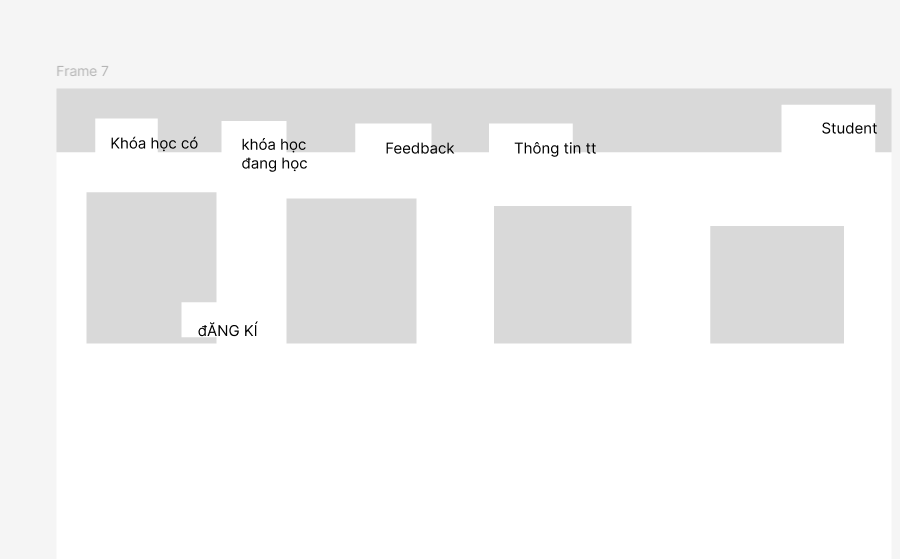 Frame 7
Khóa học có
khóa học
đang học
Feedback
Thông tin tt
Student
đĂNG KÍ